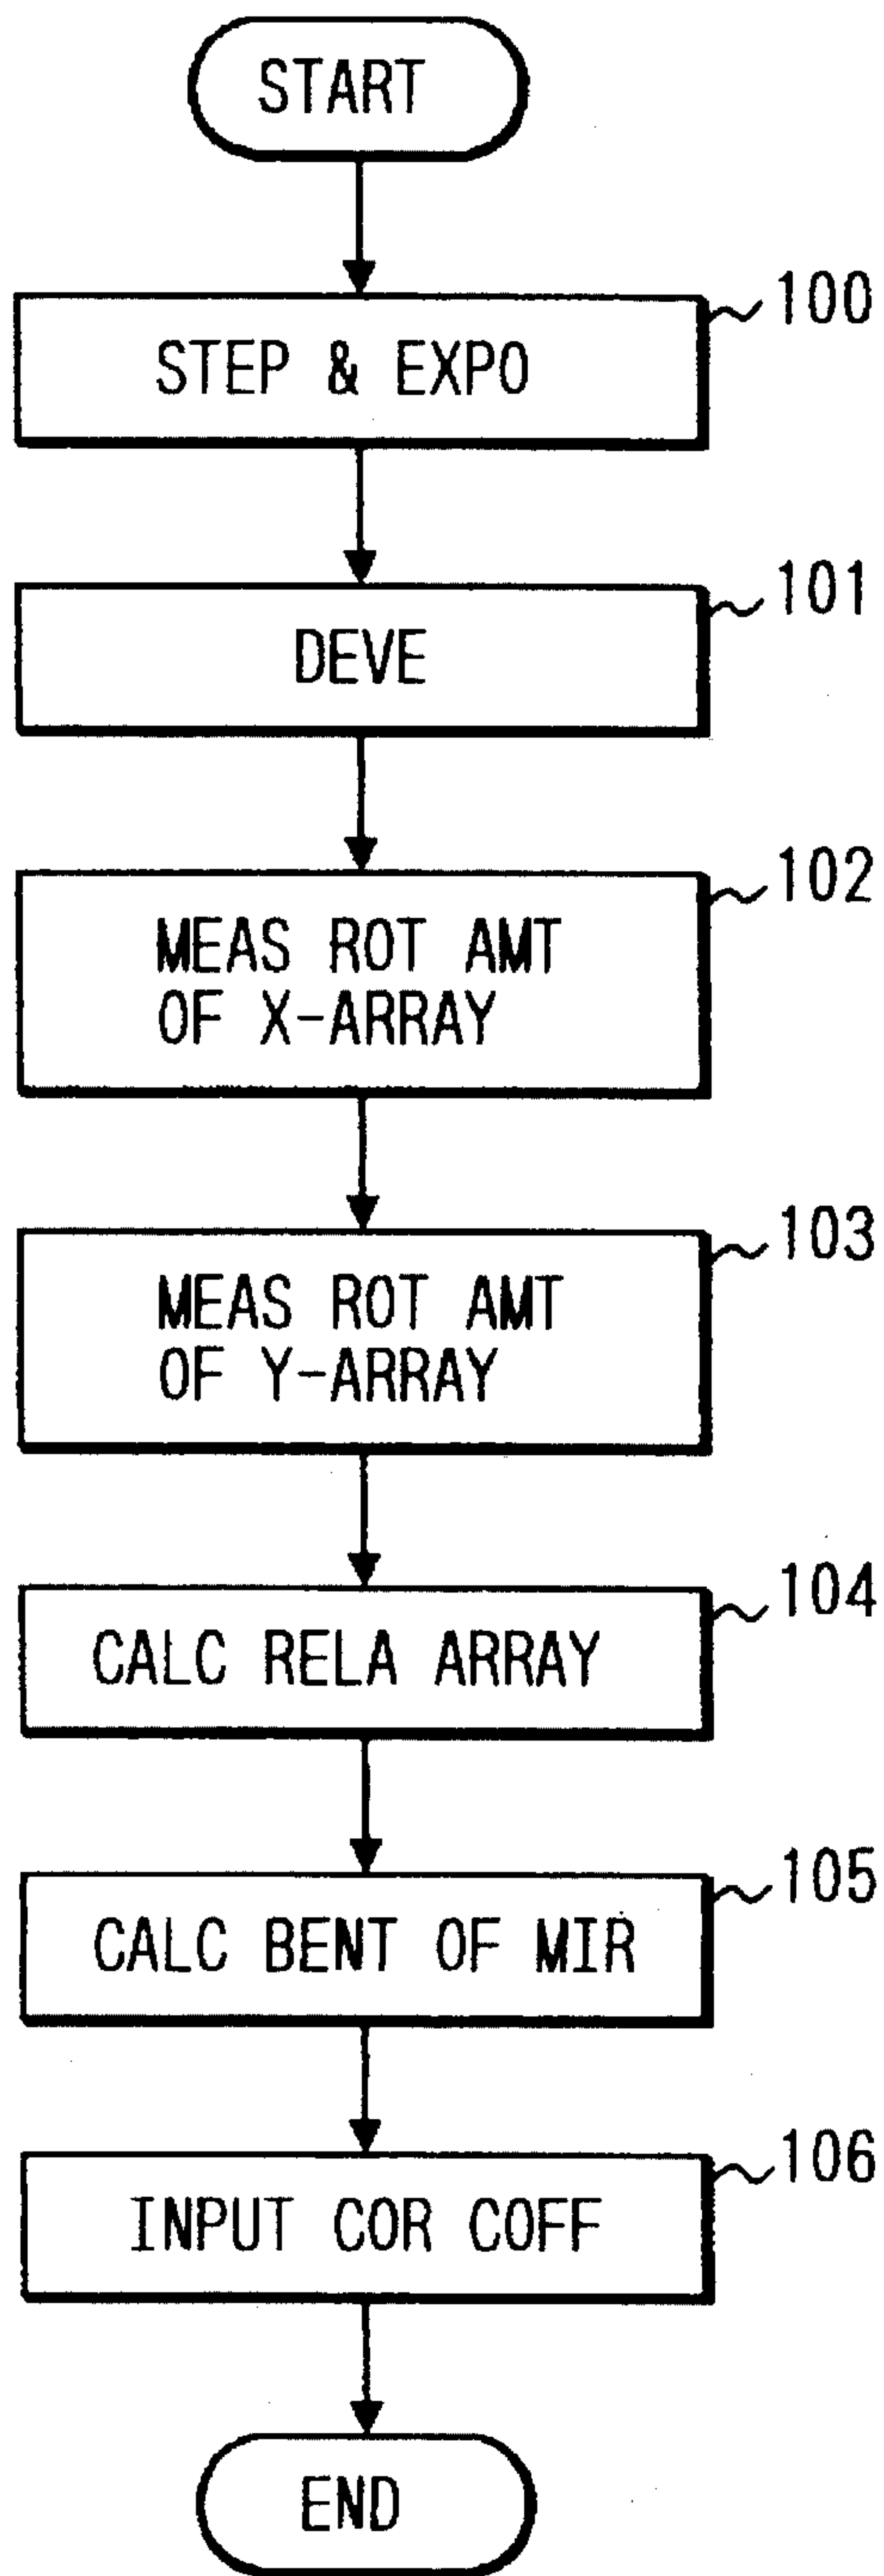 START
100
STEP & EXPO
101
DEVE
102
MEAS ROT AMT
OF X-ARRAY
103
MEAS ROT AMT
OF Y-ARRAY
104
CALC RELA ARRAY
105
CALC BENT OF MIR
106
INPUT COR COFF
END